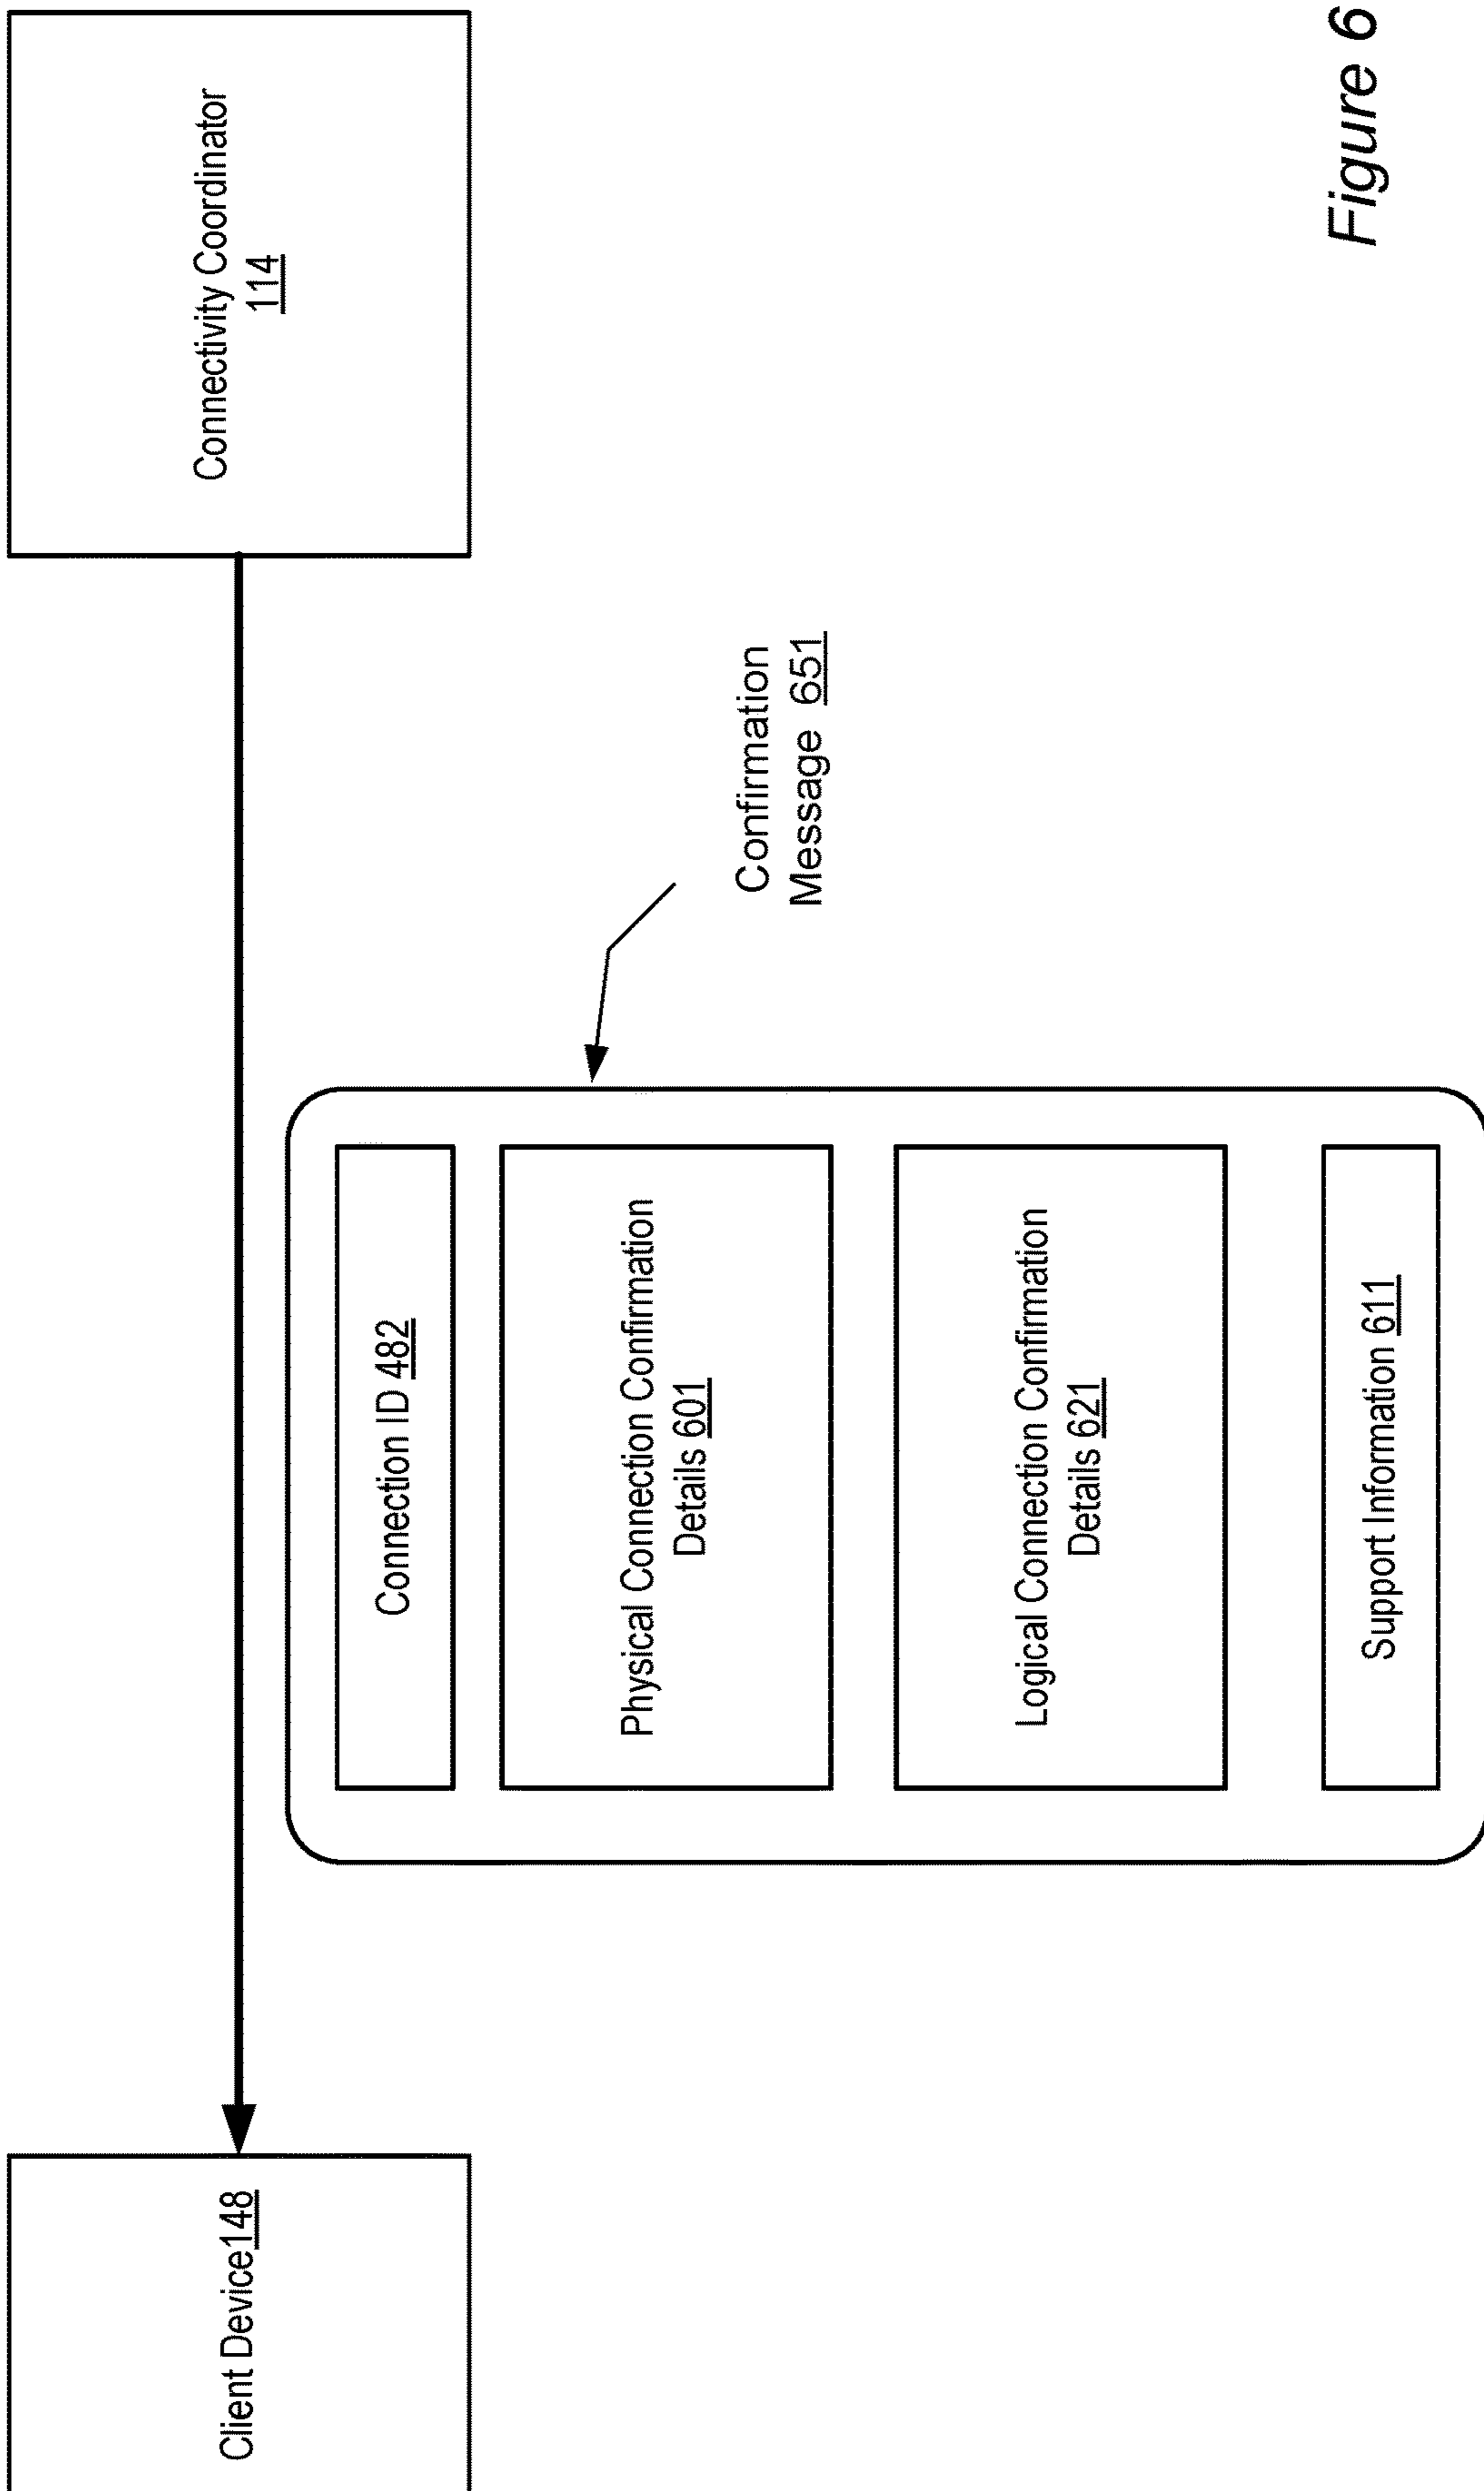 Client Device148
Connectivity Coordinator
114
Connection ID 482
Physical Connection Confirmation
Details 601
Logical Connection Confirmation
Details 621
Support Information 611
Confirmation
Message 651
Figure 6